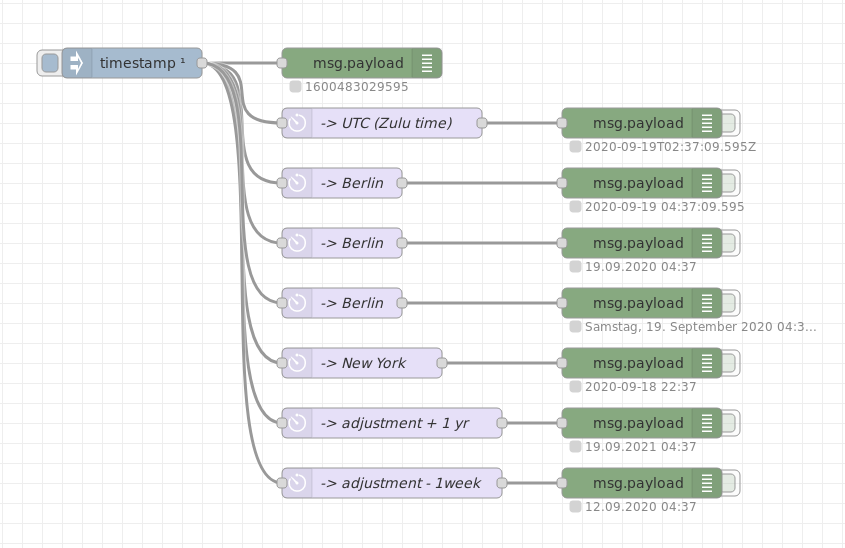 timestamp ¹
msg.payload
1600483029595
-> UTC (Zulu time)
msg.payload
2020-09-19T02:37:09.595Z
-> Berlin
msg.payload
2020-09-19 04:37:09.595
-> Berlin
msg.payload
19.09.2020 04:37
-> Berlin
msg.payload
Samstag, 19. September 2020 04:3...
-> New York
msg.payload
2020-09-18 22:37
-> adjustment + 1 yr
msg.payload
19.09.2021 04:37
-> adjustment - 1week
msg.payload
12.09.2020 04:37